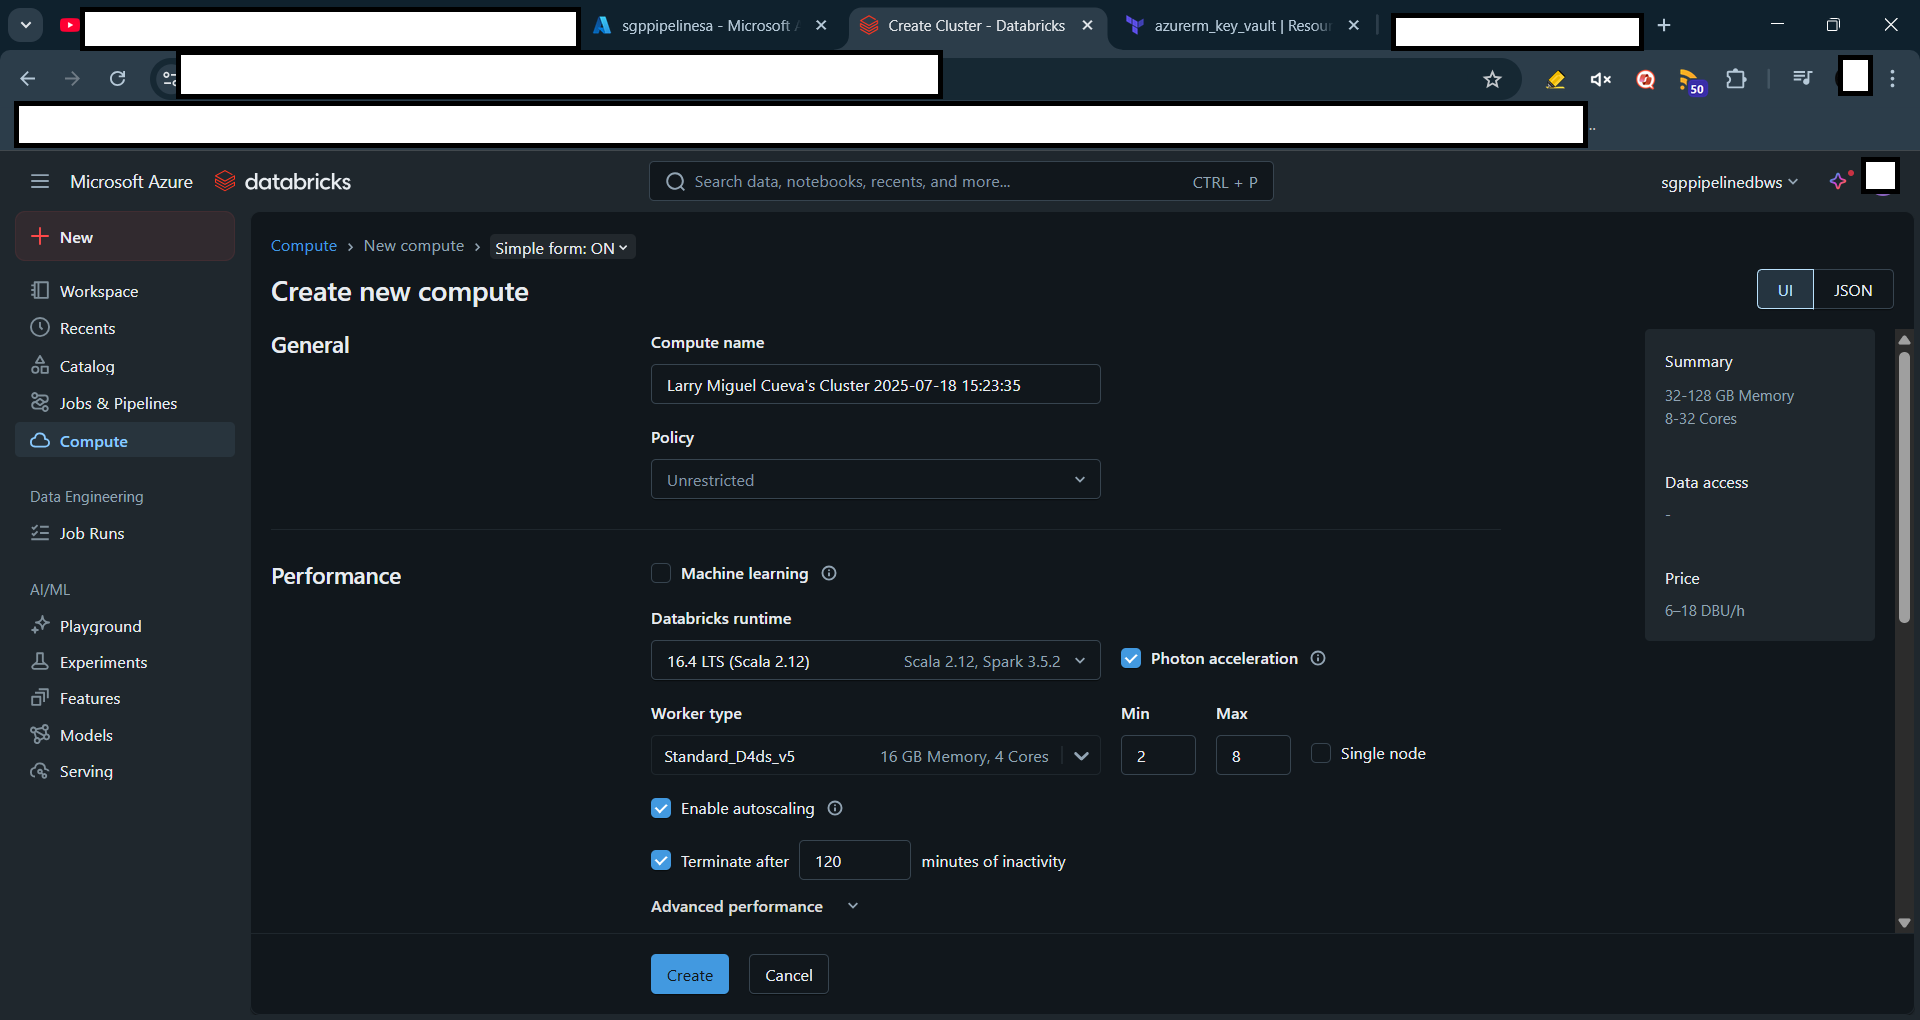 sgppipelinesa - Microsoft
Create Cluster - Databricks
azurerm_key_vault | Resou
50
Microsoft Azure
databricks
Search data, notebooks, recents, and more...
CTRL + P
sgppipelinedbws
New
Workspace
Recents
Catalog
Jobs & Pipelines
Compute
Data Engineering
Job Runs
AI/ML
Playground
Experiments
Features
Models
Serving
Compute › New compute › Simple form: ON
Create new compute
UI
JSON
General
Compute name
Larry Miguel Cueva's Cluster 2025-07-18 15:23:35
Policy
Unrestricted
Performance
Machine learning
Databricks runtime
16.4 LTS (Scala 2.12) Scala 2.12, Spark 3.5.2
Photon acceleration
Worker type
Min
Max
Standard_D4ds_v5 16 GB Memory, 4 Cores
2
8
Single node
Enable autoscaling
Terminate after 120 minutes of inactivity
Advanced performance
Create
Cancel
Summary
32-128 GB Memory
8-32 Cores
Data access
-
Price
6–18 DBU/h